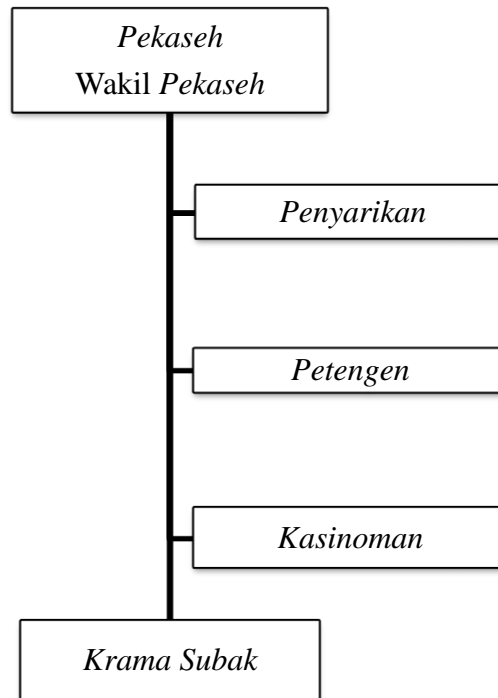 Pekaseh
Wakil Pekaseh
Penyarikan
Petengen
Kasinoman
Krama Subak